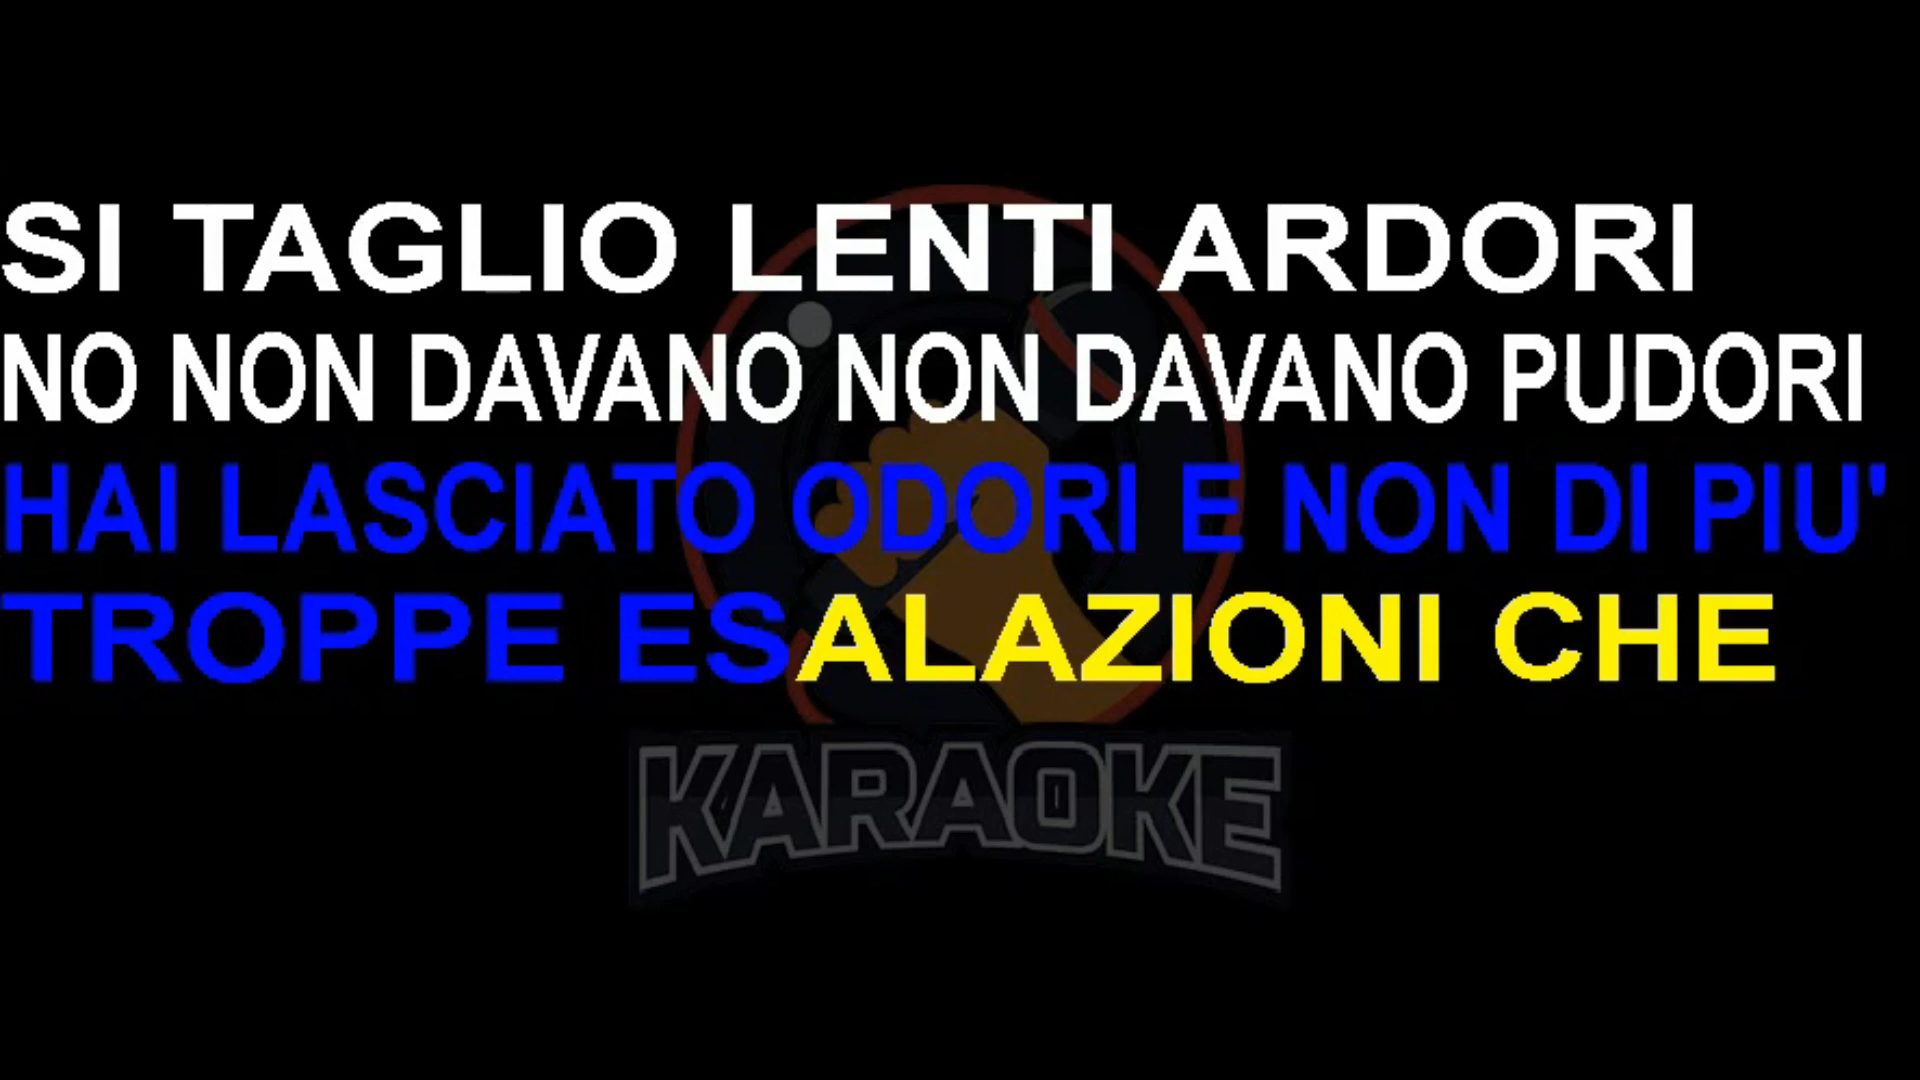 SI TAGLIO LENTI ARDORI
NO NON DAVANO NON DAVANO PUDORI
HAI LASCIATO ODORI E NON DI PIU'
TROPPE ESALAZIONI CHE
KARAOKE